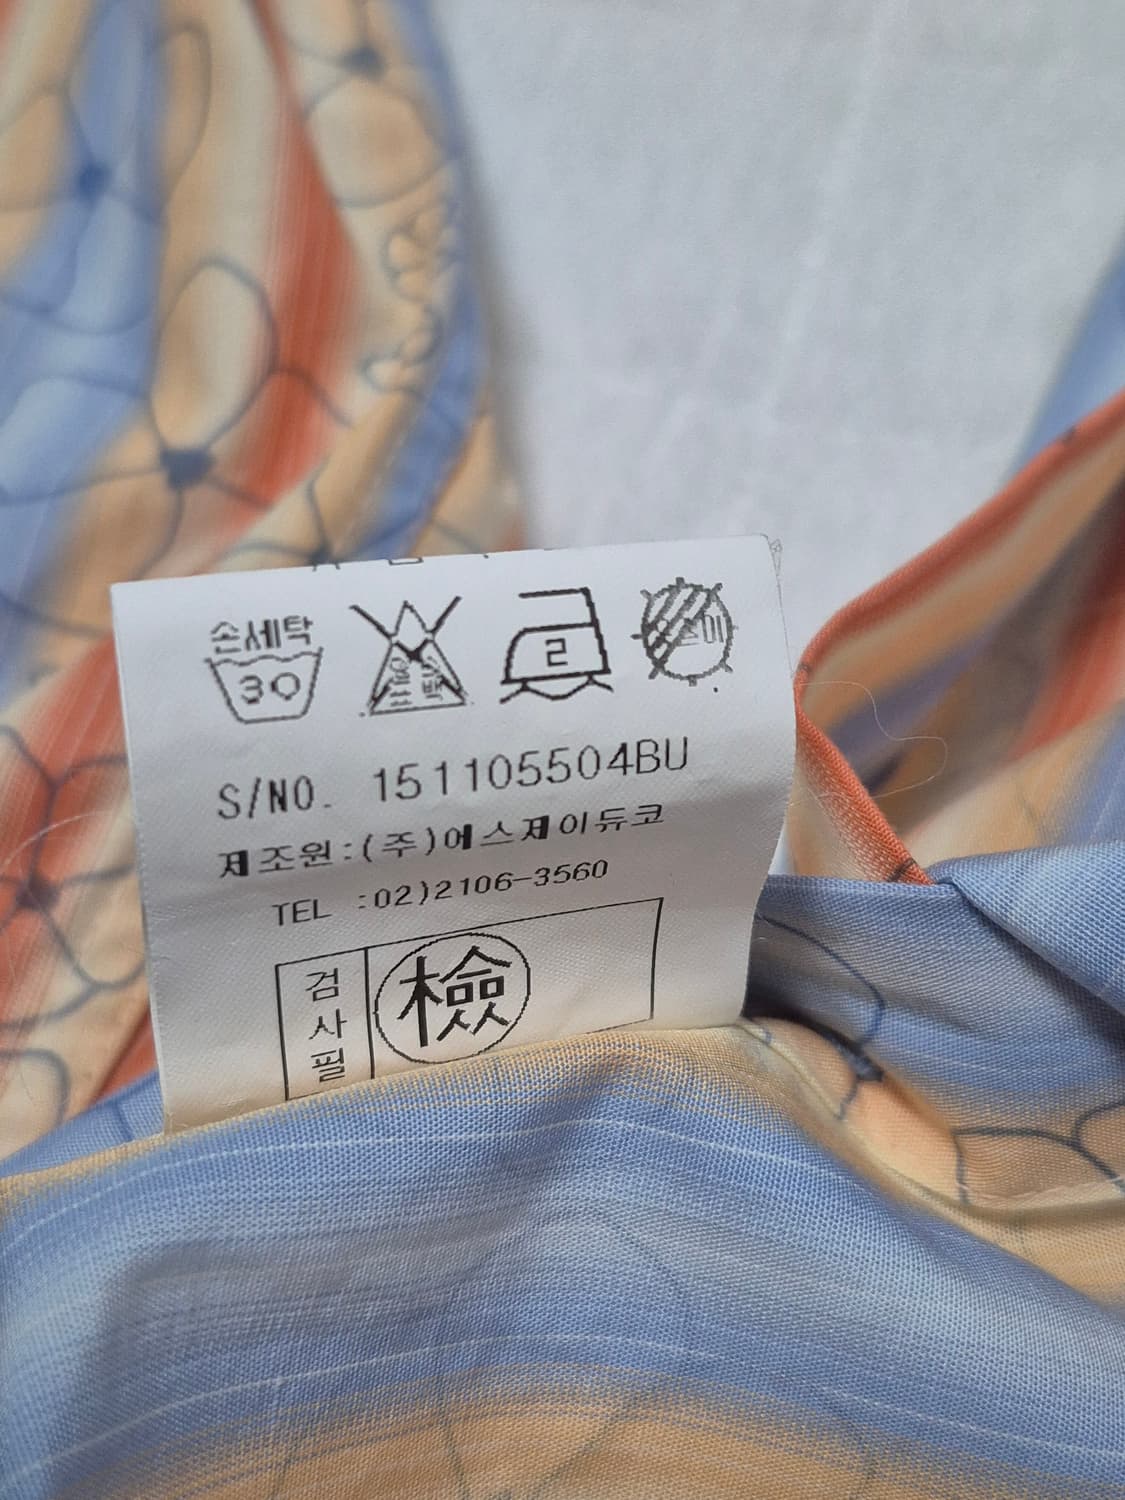 손세탁
30
2
S/NO. 151105504BU
제조원:(주)에스제이듀코
TEL :02)2106-3560
검사필
檢